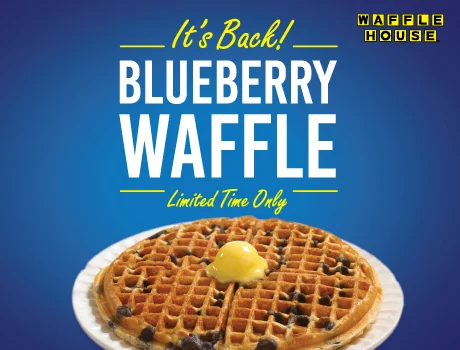 It's Back!
WAFFLE
HOUSE
BLUEBERRY
WAFFLE
Limited Time Only